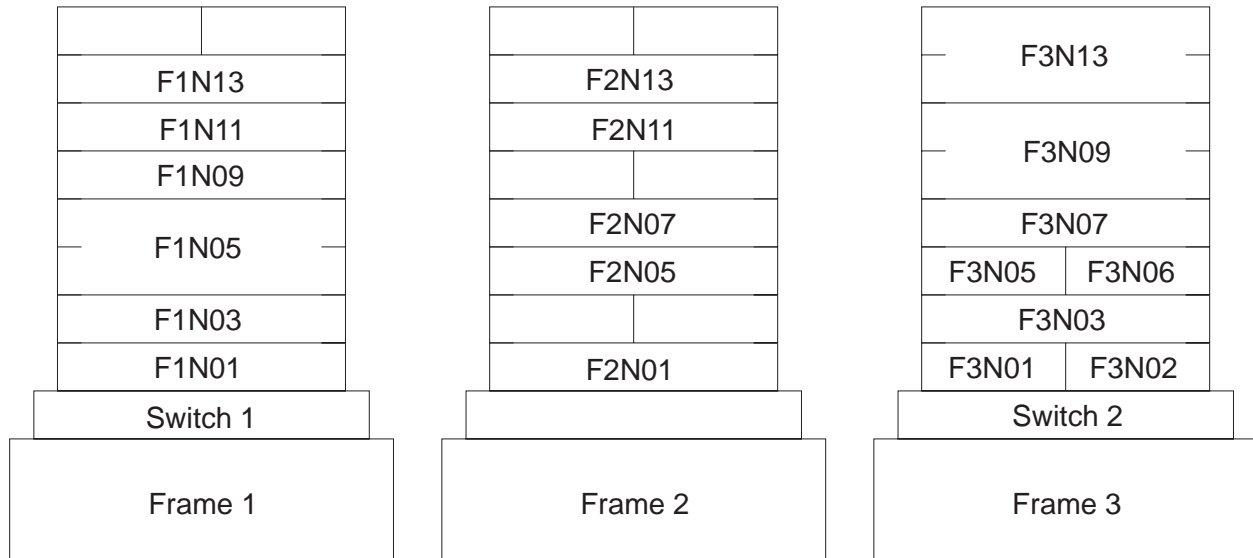 F1N13
F1N11
F1N09
F1N05
F1N03
F1N01
Switch 1
Frame 1
F2N13
F2N11
F2N07
F2N05
F2N01
Frame 2
F3N13
F3N09
F3N07
F3N05 F3N06
F3N03
F3N01 F3N02
Switch 2
Frame 3